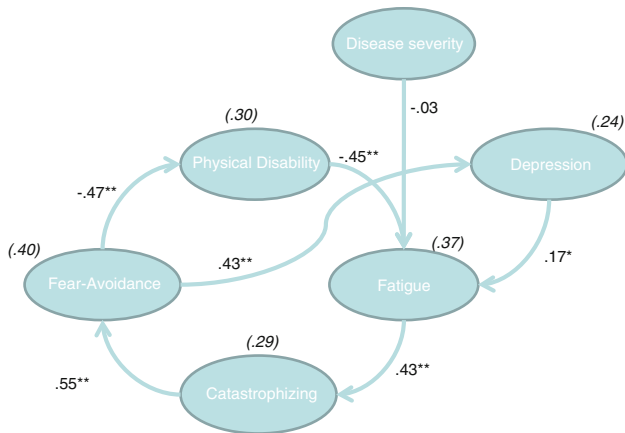 Disease severity
(.30)
-.03
(.24)
Physical Disability
-.45**
Depression
-.47**
(.40)
(.37)
.43**
.17*
Fear-Avoidance
Fatigue
(.29)
.43**
.55**
Catastrophizing